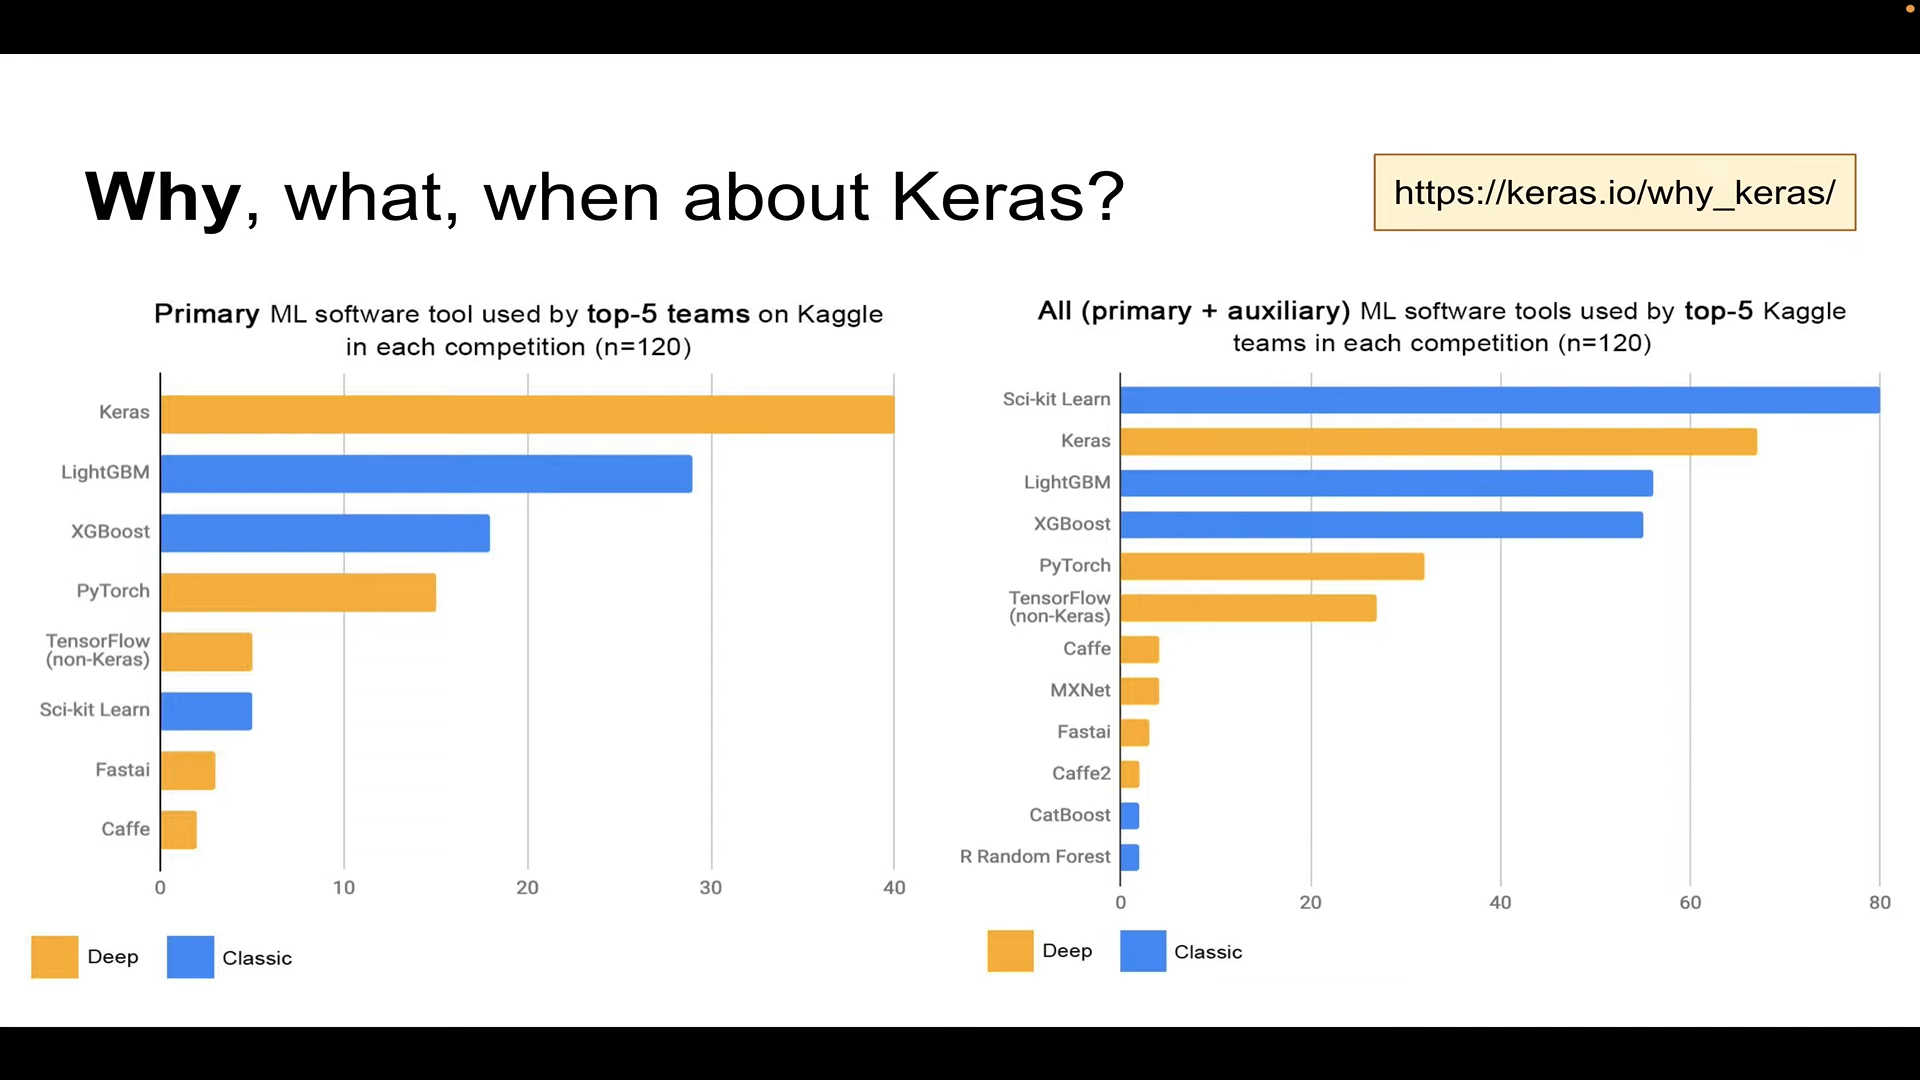 Why, what, when about Keras?
https://keras.io/why_keras/
Primary ML software tool used by top-5 teams on Kaggle
in each competition (n=120)
Keras
LightGBM
XGBoost
PyTorch
TensorFlow
(non-Keras)
Sci-kit Learn
Fastai
Caffe
0 10 20 30 40
Deep Classic
All (primary + auxiliary) ML software tools used by top-5 Kaggle
teams in each competition (n=120)
Sci-kit Learn
Keras
LightGBM
XGBoost
PyTorch
TensorFlow
(non-Keras)
Caffe
MXNet
Fastai
Caffe2
CatBoost
R Random Forest
0 20 40 60 80
Deep Classic